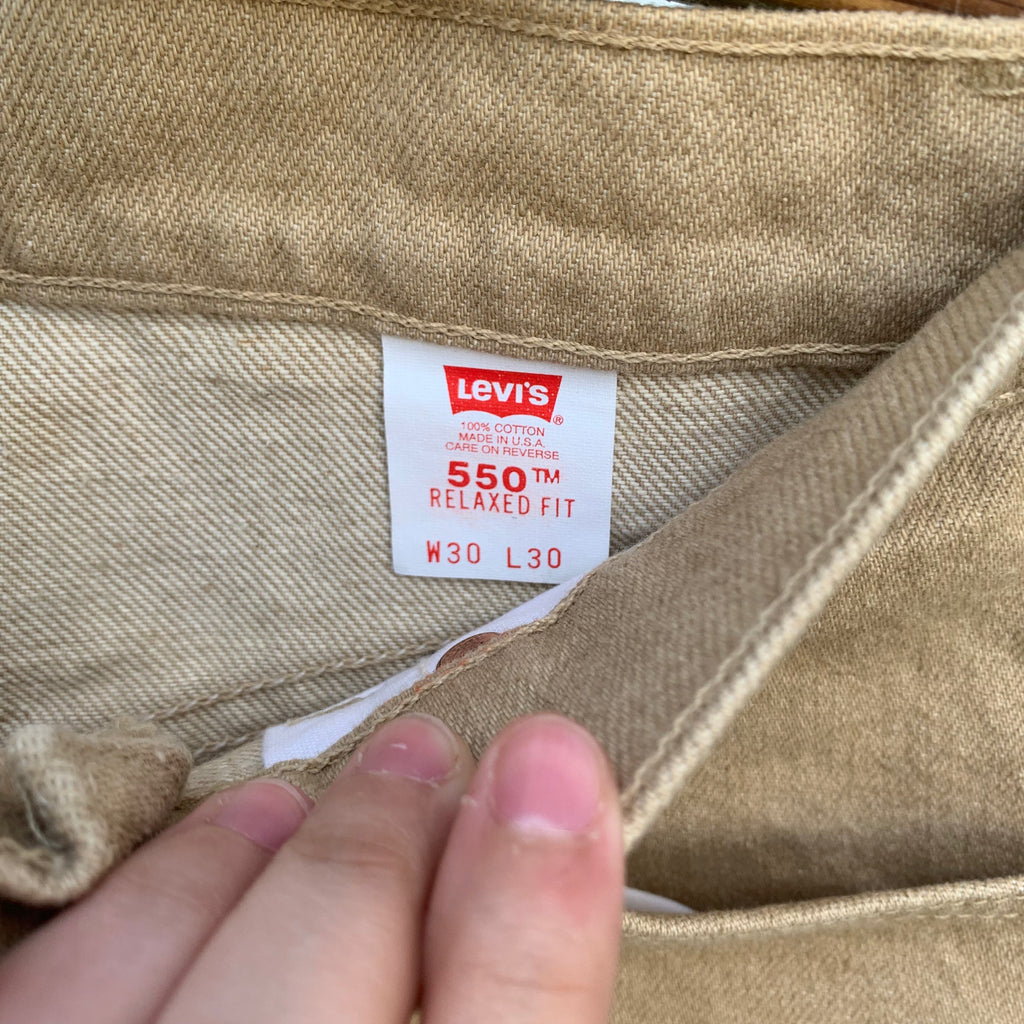 Levi's
®
100% COTTON
MADE IN U.S.A.
CARE ON REVERSE
550™
RELAXED FIT
W30 L30